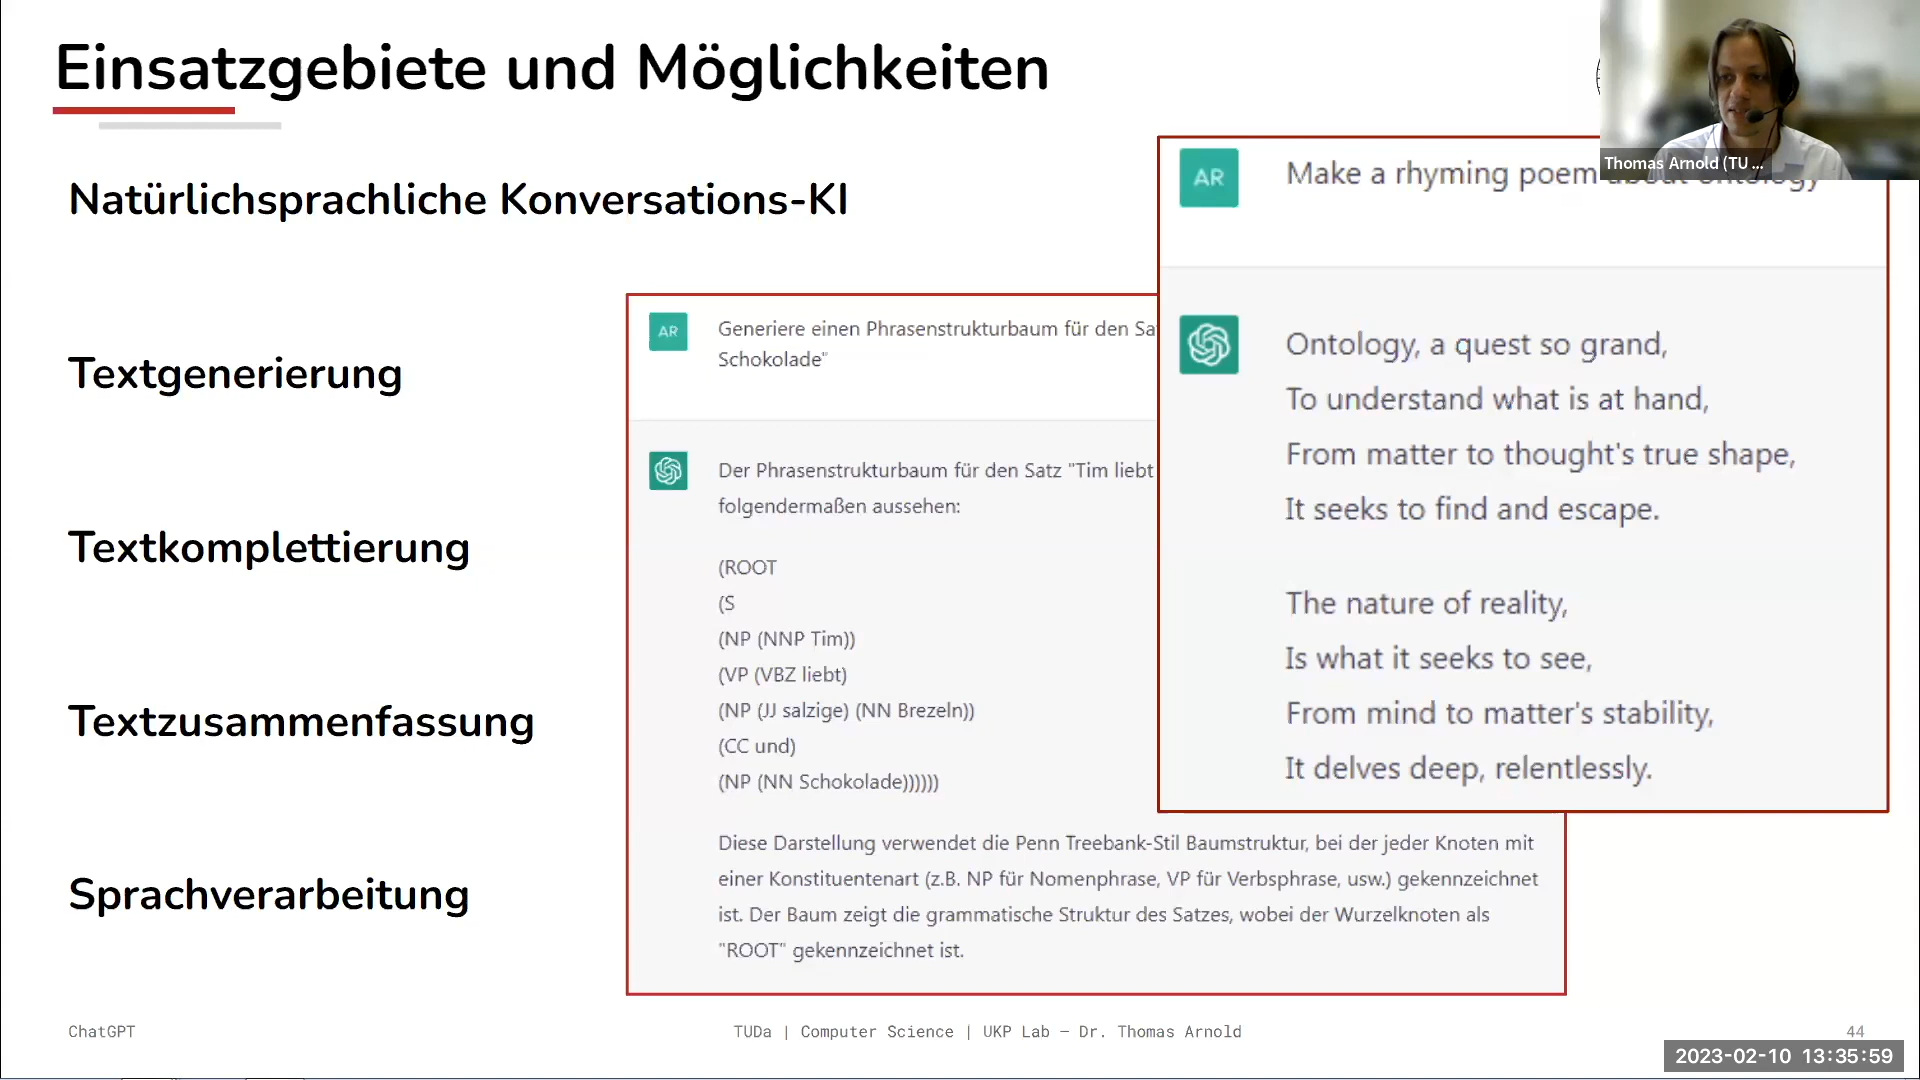 Einsatzgebiete und Möglichkeiten
Thomas Arnold (TU ...
Natürlichsprachliche Konversations-KI
Textgenerierung
Textkomplettierung
Textzusammenfassung
Sprachverarbeitung
AR
Generiere einen Phrasenstrukturbaum für den
Schokolade"
Der Phrasenstrukturbaum für den Satz "Tim liebt
folgendermaßen aussehen:
(ROOT
(S
(NP (NNP Tim))
(VP (VBZ liebt)
(NP (JJ salzige) (NN Brezeln))
(CC und)
(NP (NN Schokolade))))))
Diese Darstellung verwendet die Penn Treebank-Stil Baumstruktur, bei der jeder Knoten mit
einer Konstituentenart (z.B. NP für Nomenphrase, VP für Verbsphrase, usw.) gekennzeichnet
ist. Der Baum zeigt die grammatische Struktur des Satzes, wobei der Wurzelknoten als
"ROOT" gekennzeichnet ist.
AR
Make a rhyming poem about ontology
Ontology, a quest so grand,
To understand what is at hand,
From matter to thought's true shape,
It seeks to find and escape.
The nature of reality,
Is what it seeks to see,
From mind to matter's stability,
It delves deep, relentlessly.
ChatGPT
TUDa | Computer Science | UKP Lab – Dr. Thomas Arnold
44
2023-02-10 13:35:59